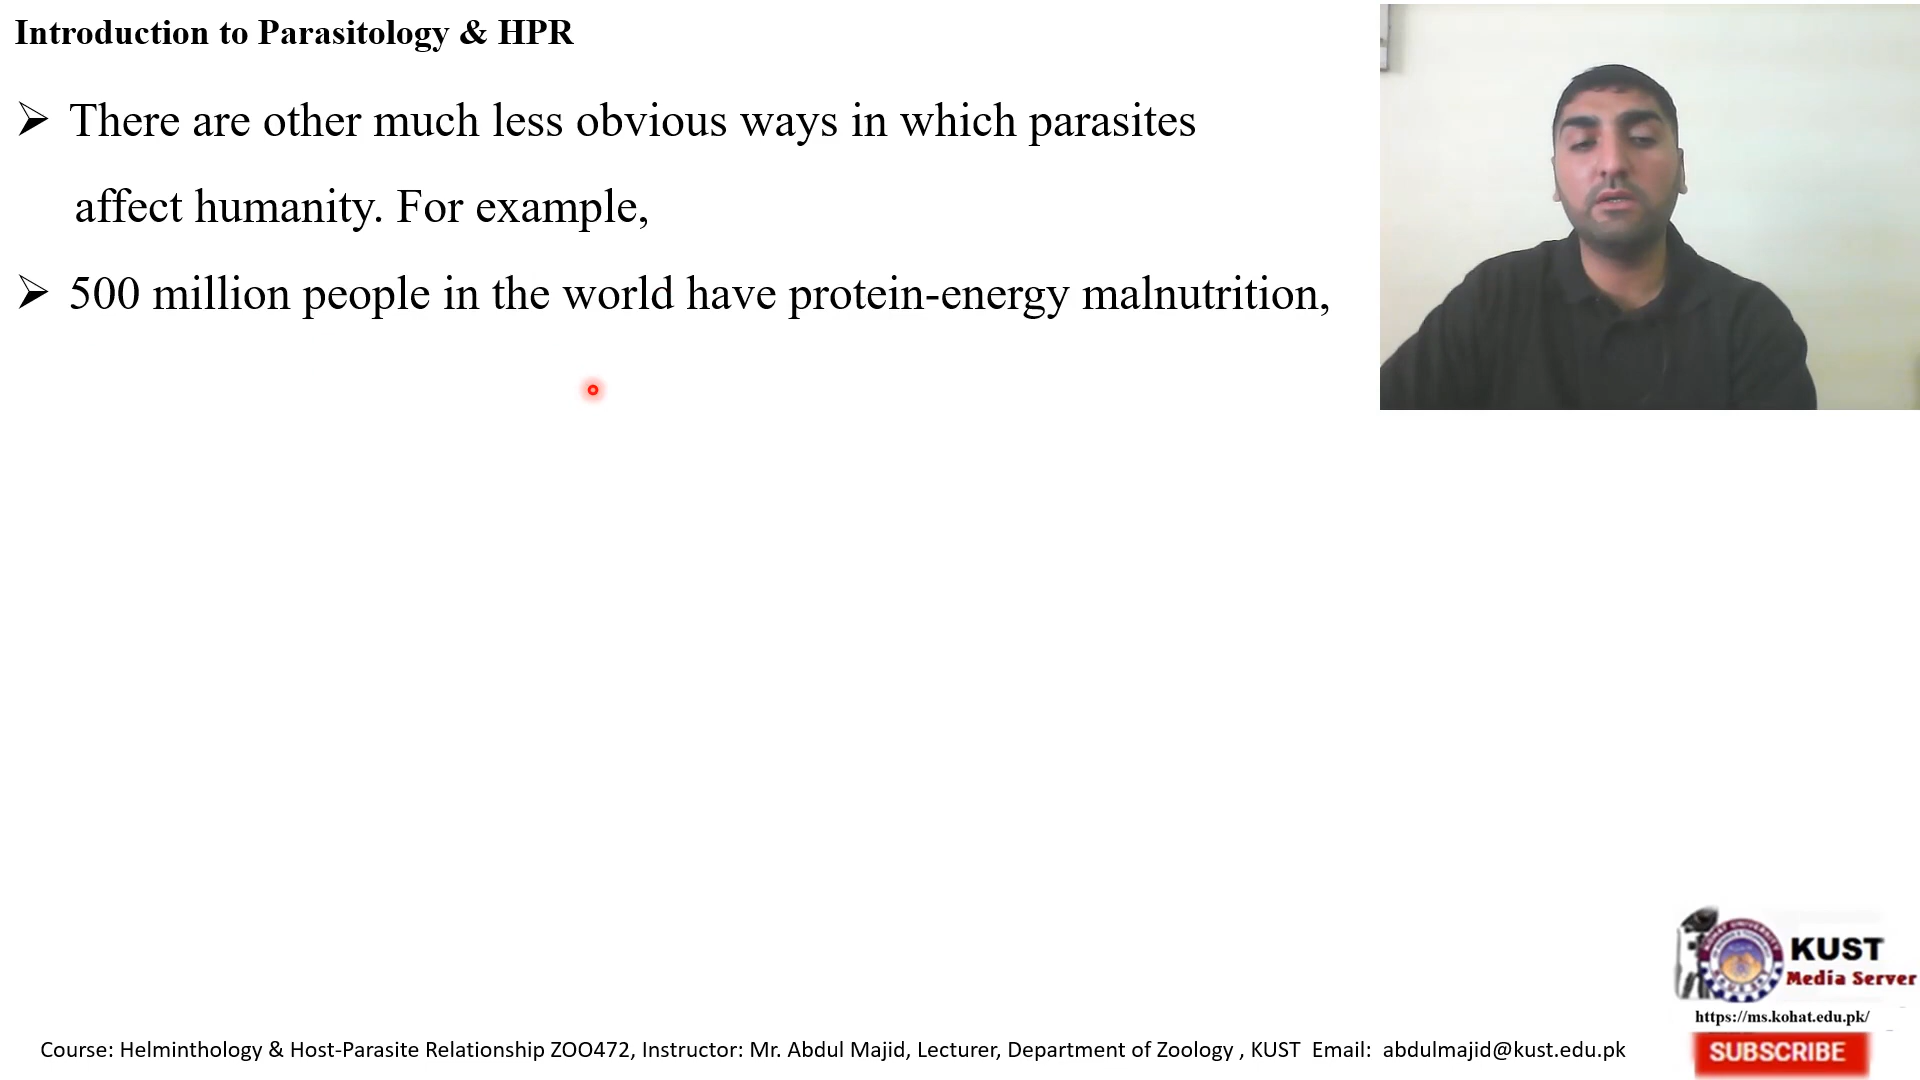 Introduction to Parasitology & HPR
➢ There are other much less obvious ways in which parasites
affect humanity. For example,
➢ 500 million people in the world have protein-energy malnutrition,
KUST
Media Server
https://ms.kohat.edu.pk/
SUBSCRIBE
Course: Helminthology & Host-Parasite Relationship ZOO472, Instructor: Mr. Abdul Majid, Lecturer, Department of Zoology , KUST Email: abdulmajid@kust.edu.pk